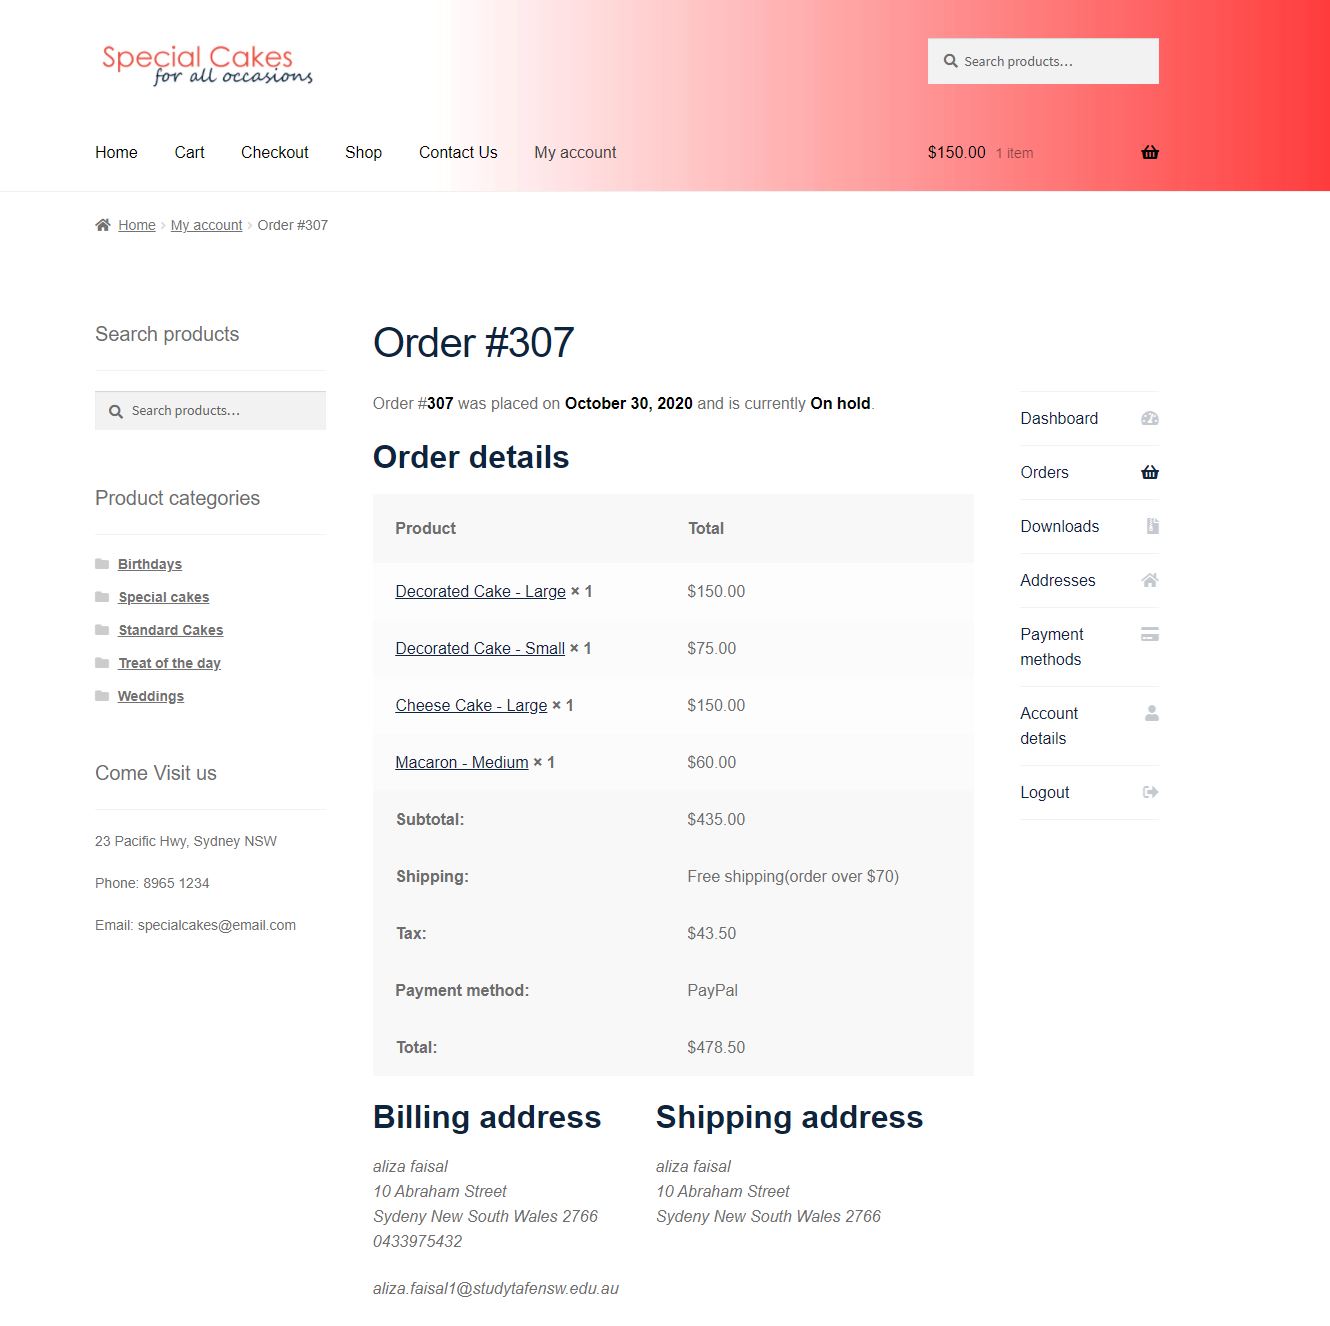 Special Cakes
for all occasions
Search products…
Home Cart Checkout Shop Contact Us My account
$150.00 1 item
Home › My account › Order #307
Search products
Search products…
Product categories
Birthdays
Special cakes
Standard Cakes
Treat of the day
Weddings
Come Visit us
23 Pacific Hwy, Sydney NSW
Phone: 8965 1234
Email: specialcakes@email.com
Order #307
Order #307 was placed on October 30, 2020 and is currently On hold.
Order details
Product Total
Decorated Cake - Large × 1 $150.00
Decorated Cake - Small × 1 $75.00
Cheese Cake - Large × 1 $150.00
Macaron - Medium × 1 $60.00
Subtotal: $435.00
Shipping: Free shipping(order over $70)
Tax: $43.50
Payment method: PayPal
Total: $478.50
Billing address
aliza faisal
10 Abraham Street
Sydeny New South Wales 2766
0433975432
aliza.faisal1@studytafensw.edu.au
Shipping address
aliza faisal
10 Abraham Street
Sydeny New South Wales 2766
Dashboard
Orders
Downloads
Addresses
Payment
methods
Account
details
Logout